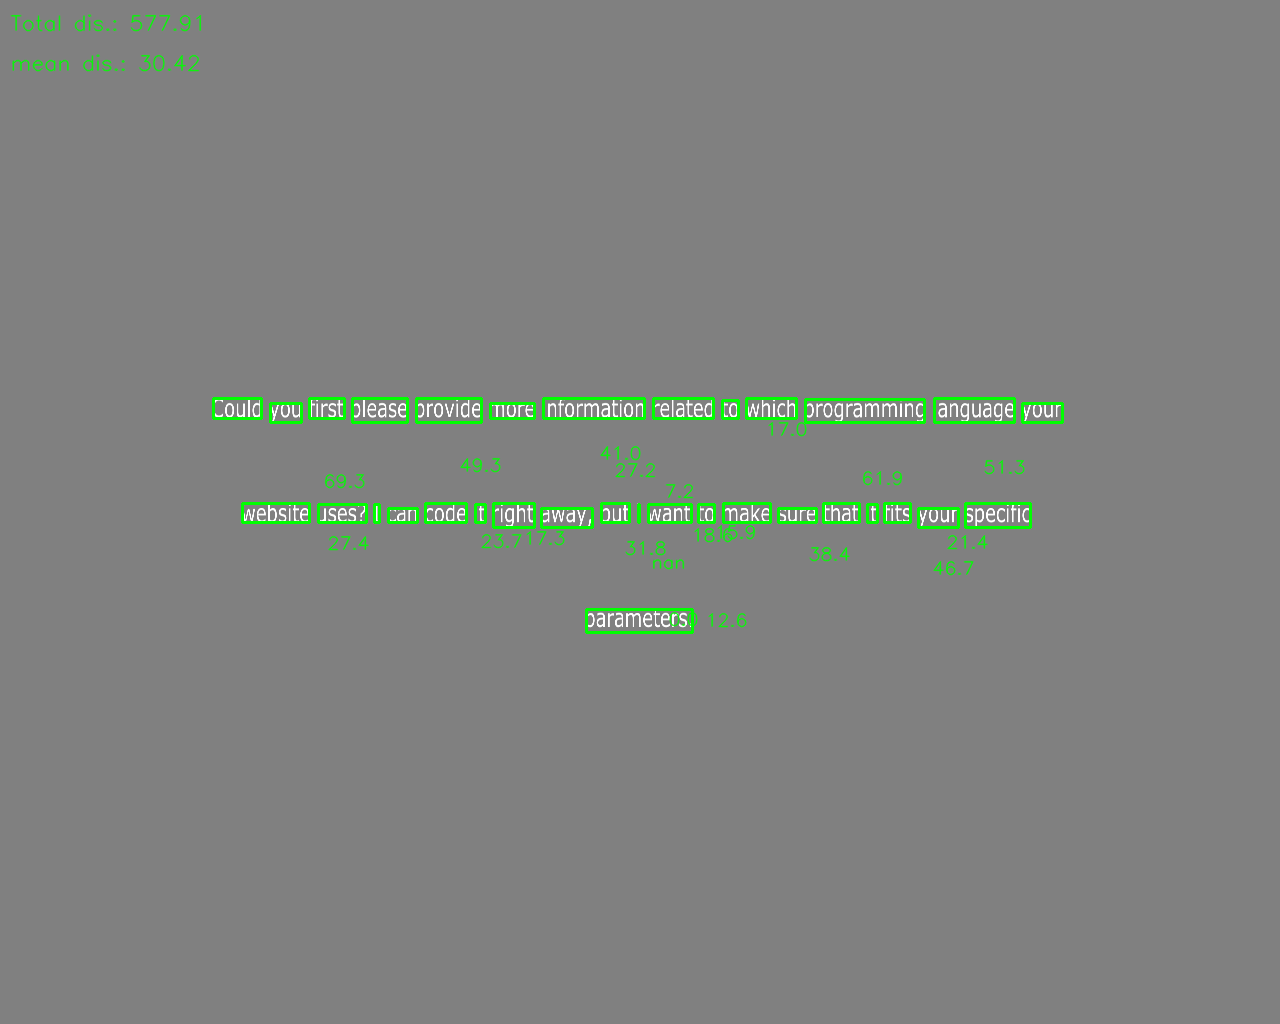 Total dis.: 577.91
mean dis.: 30.42
Could you first please provide more information related to which programming language your
17.0
41.0
49.3 27.2 51.3
69.3 7.2 61.9
website uses? I can code it right away, but I want to make sure that it fits your specific
27.4 23.7 17.3 31.8 18.6 15.9 38.4 46.7 21.4
nan
parameters. 12.6